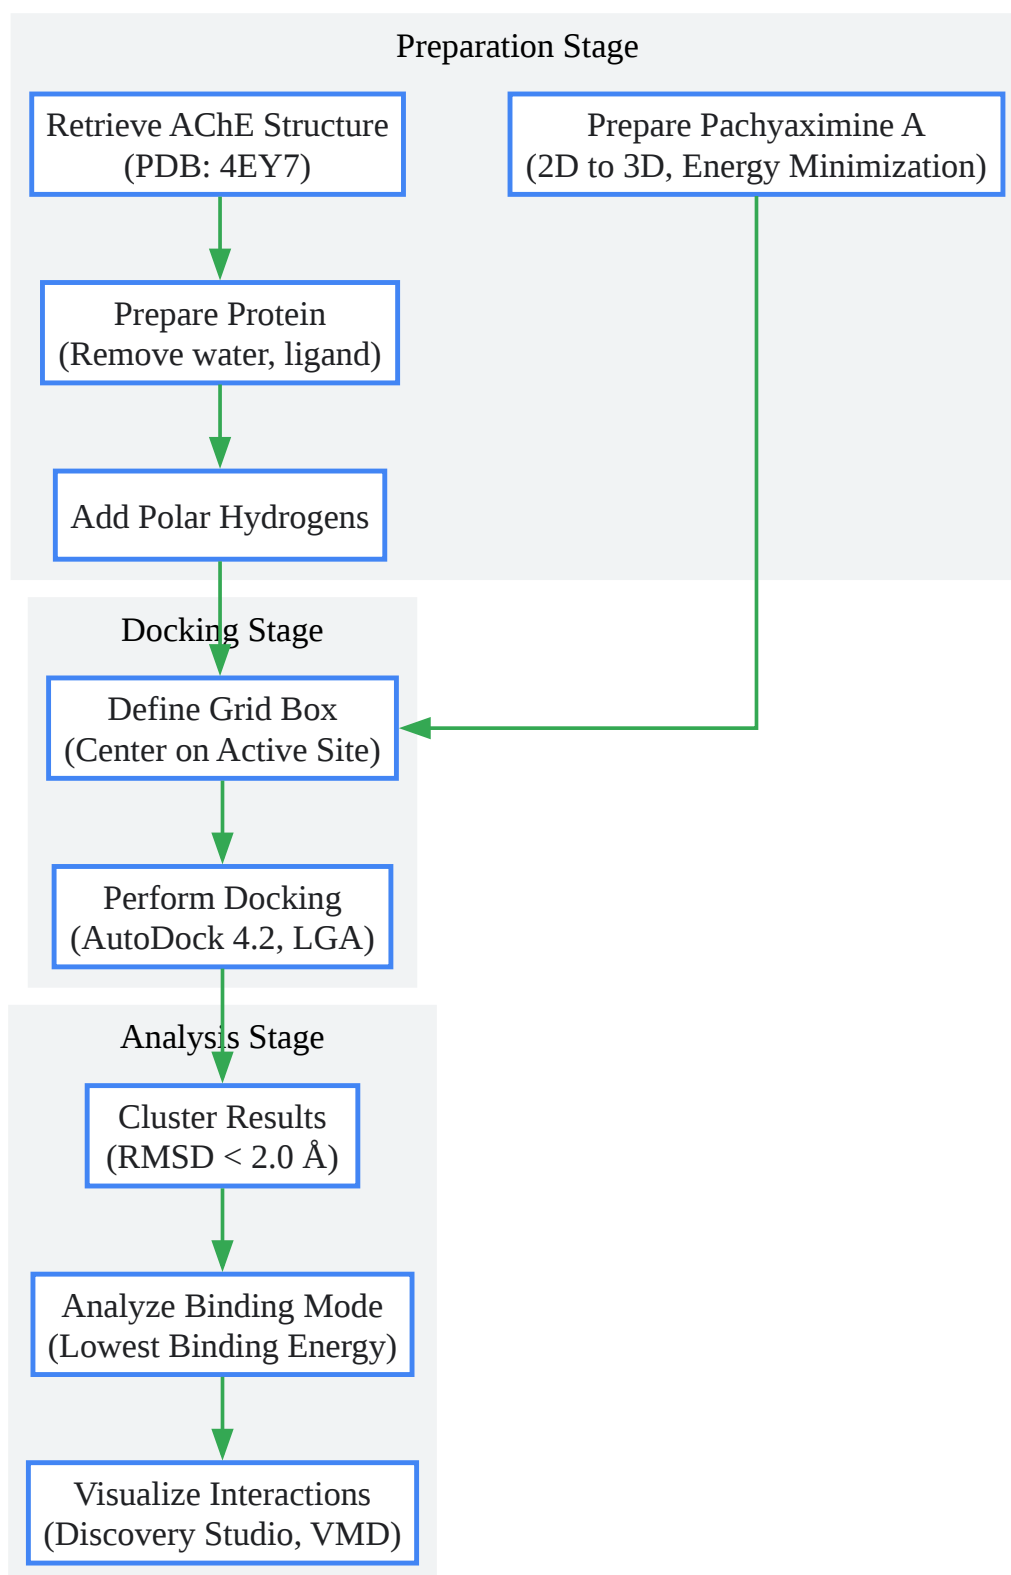 Preparation Stage
Retrieve AChE Structure
(PDB: 4EY7)
Prepare Pachyaximine A
(2D to 3D, Energy Minimization)
Prepare Protein
(Remove water, ligand)
Add Polar Hydrogens
Docking Stage
Define Grid Box
(Center on Active Site)
Perform Docking
(AutoDock 4.2, LGA)
Analysis Stage
Cluster Results
(RMSD < 2.0 Å)
Analyze Binding Mode
(Lowest Binding Energy)
Visualize Interactions
(Discovery Studio, VMD)